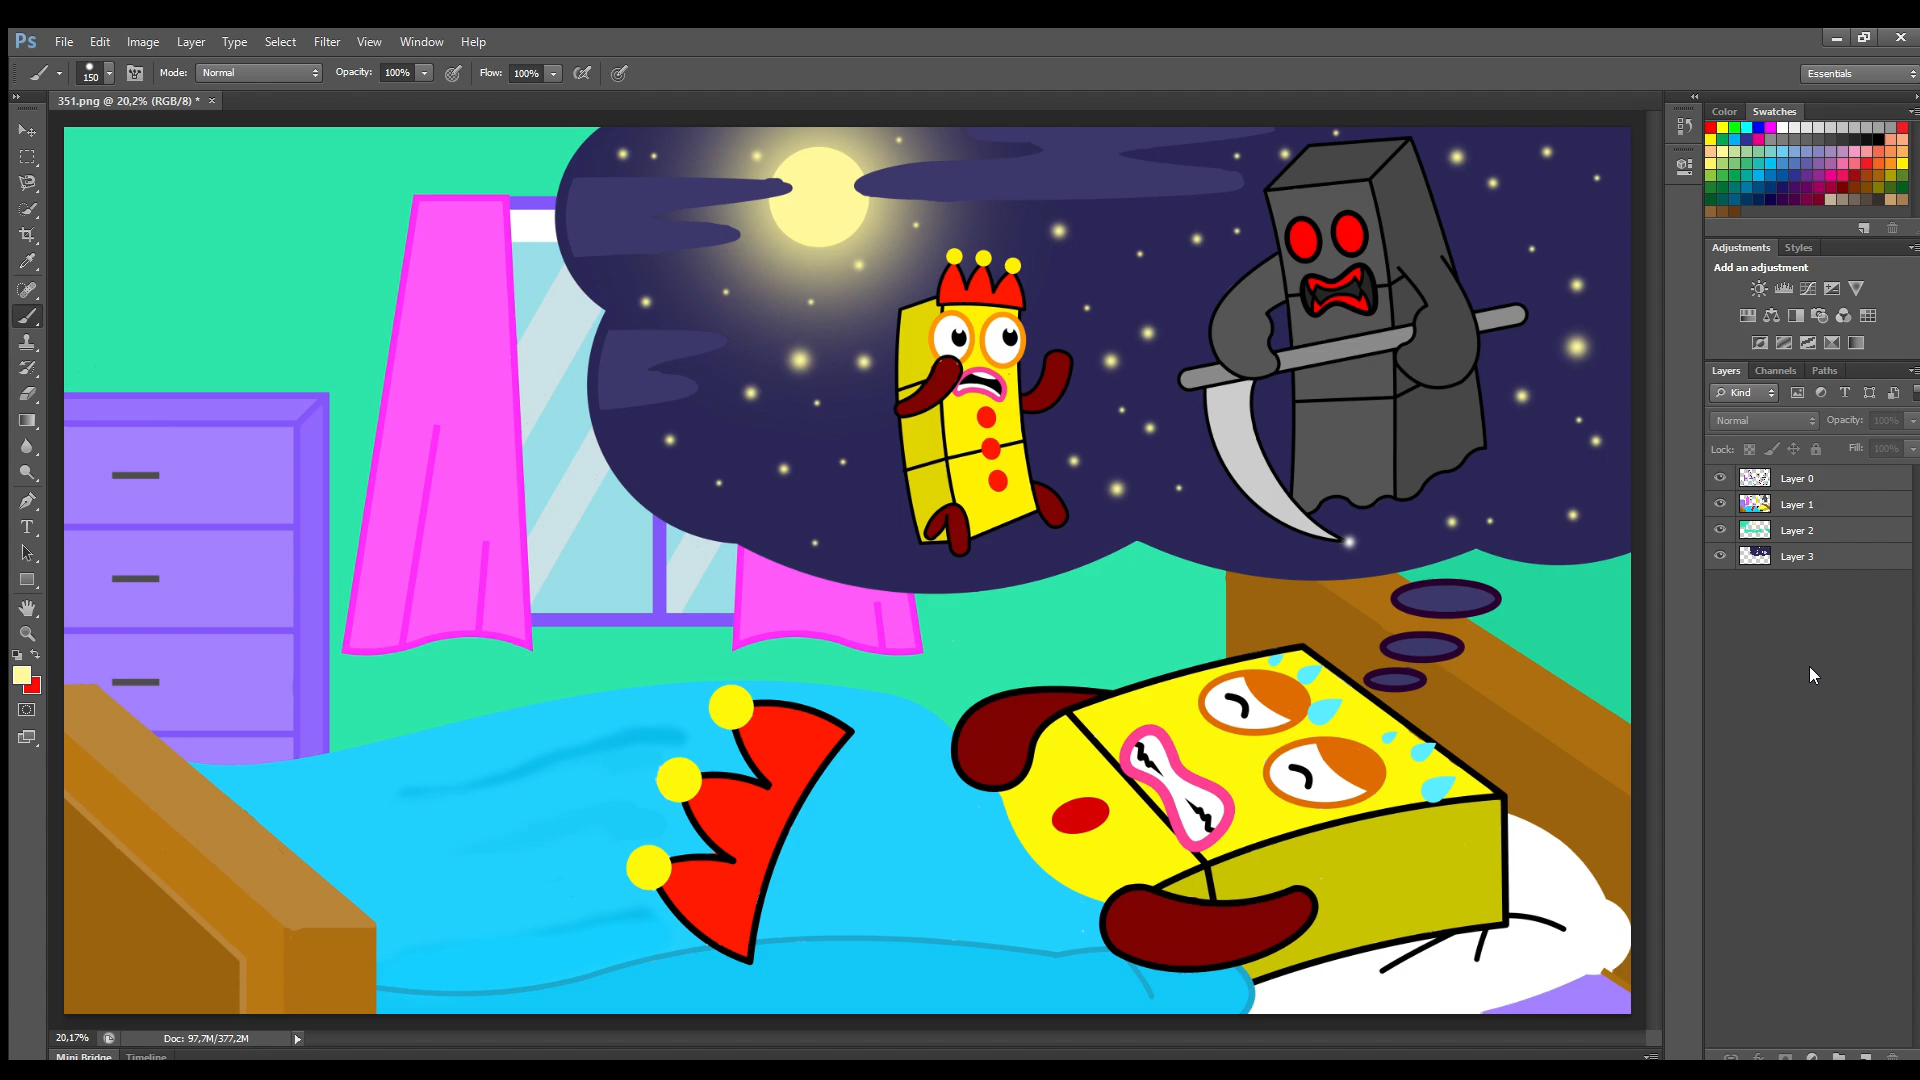 Ps File Edit Image Layer Type Select Filter View Window Help
150 Mode: Normal Opacity: 100% Flow: 100% Essentials
351.png @ 20,2% (RGB/8) * ×
Color Swatches
Adjustments Styles
Add an adjustment
Layers Channels Paths
Kind
Normal Opacity: 100%
Lock: Fill: 100%
Layer 0
Layer 1
Layer 2
Layer 3
20,17% Doc: 97,7M/377,2M
Mini Bridge Timeline